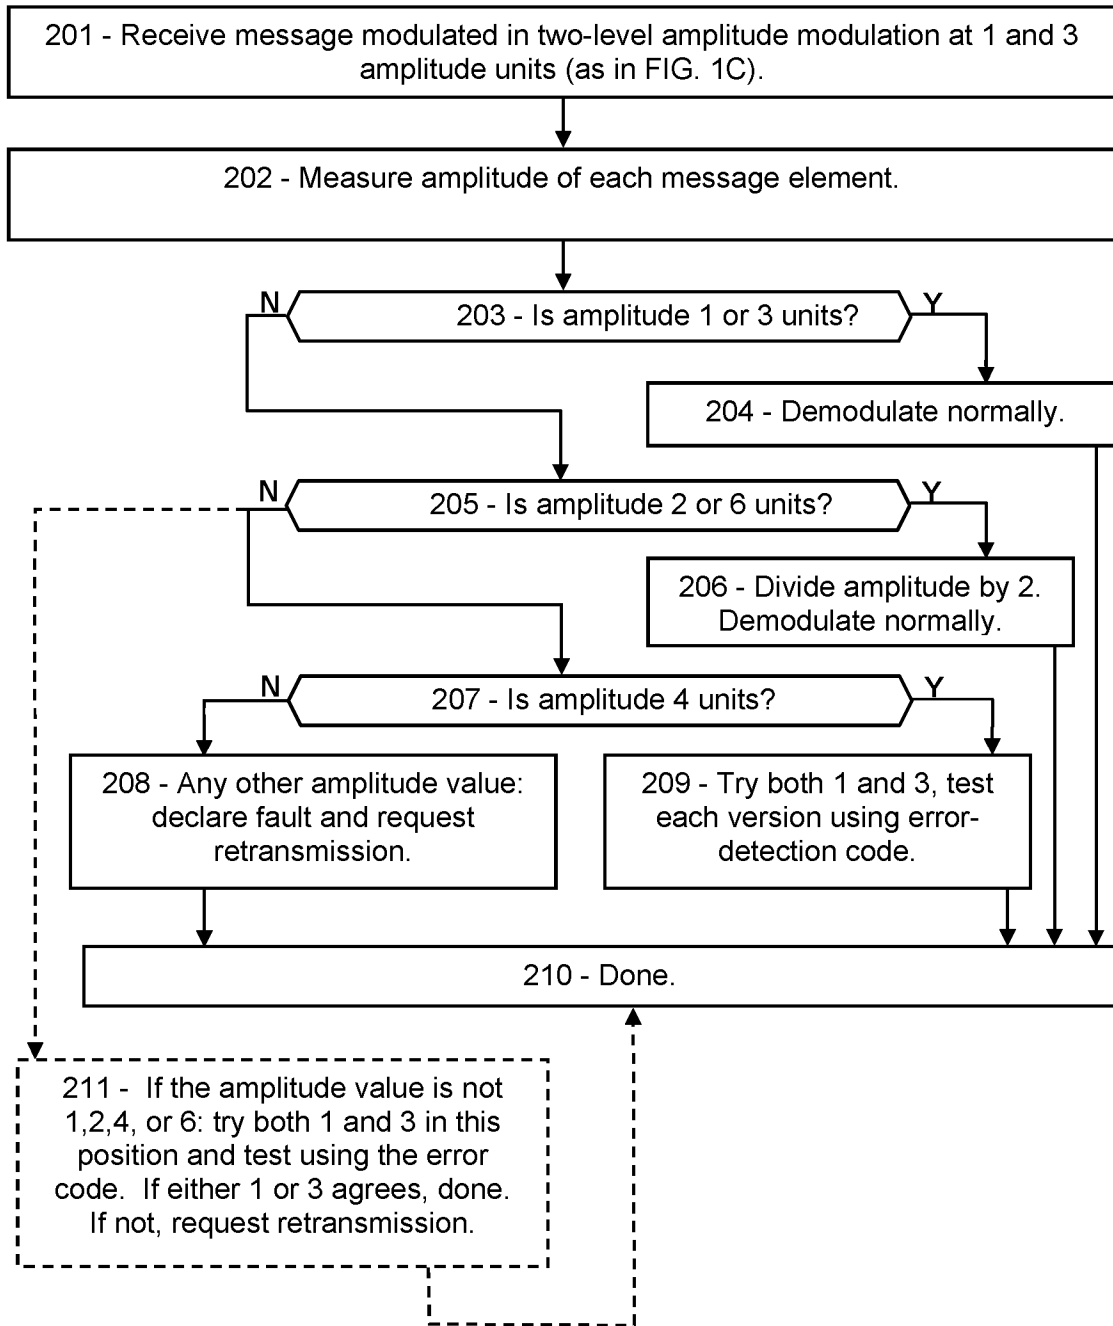 201 - Receive message modulated in two-level amplitude modulation at 1 and 3
amplitude units (as in FIG. 1C).
202 - Measure amplitude of each message element.
N
203 - Is amplitude 1 or 3 units?
Y
204 - Demodulate normally.
N
205 - Is amplitude 2 or 6 units?
Y
206 - Divide amplitude by 2.
Demodulate normally.
N
207 - Is amplitude 4 units?
Y
208 - Any other amplitude value:
declare fault and request
retransmission.
209 - Try both 1 and 3, test
each version using error-
detection code.
210 - Done.
211 - If the amplitude value is not
1,2,4, or 6: try both 1 and 3 in this
position and test using the error
code. If either 1 or 3 agrees, done.
If not, request retransmission.